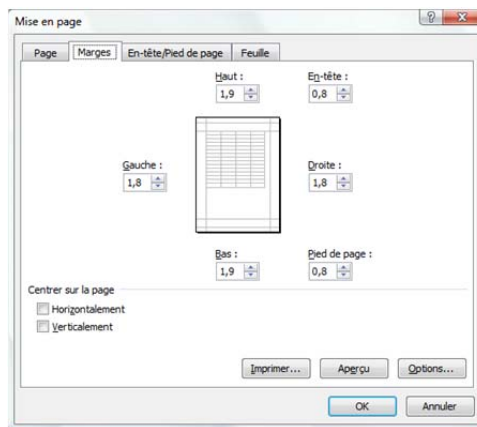 Mise en page
Page Marges En-tête/Pied de page Feuille
Haut : En-tête :
1,9 0,8
Gauche : Droite :
1,8 1,8
Bas : Pied de page :
1,9 0,8
Centrer sur la page
Horizontalement
Verticalement
Imprimer... Aperçu Options...
OK Annuler